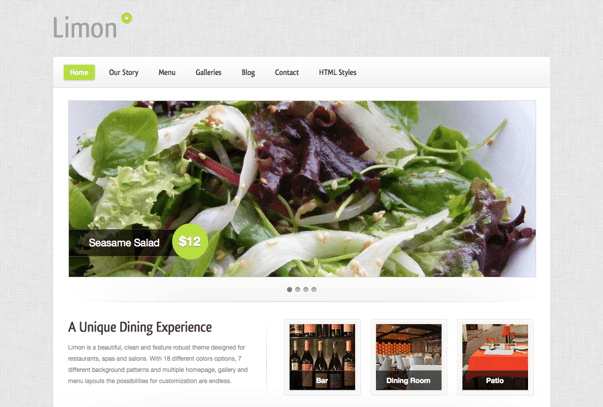 Limon
Home Our Story Menu Galleries Blog Contact HTML Styles
Seasame Salad $12
A Unique Dining Experience
Limon is a beautiful, clean and feature robust theme designed for
restaurants, spas and salons. With 18 different colors options, 7
different background patterns and multiple homepage, gallery and
menu layouts the possibilities for customization are endless.
Bar Dining Room Patio